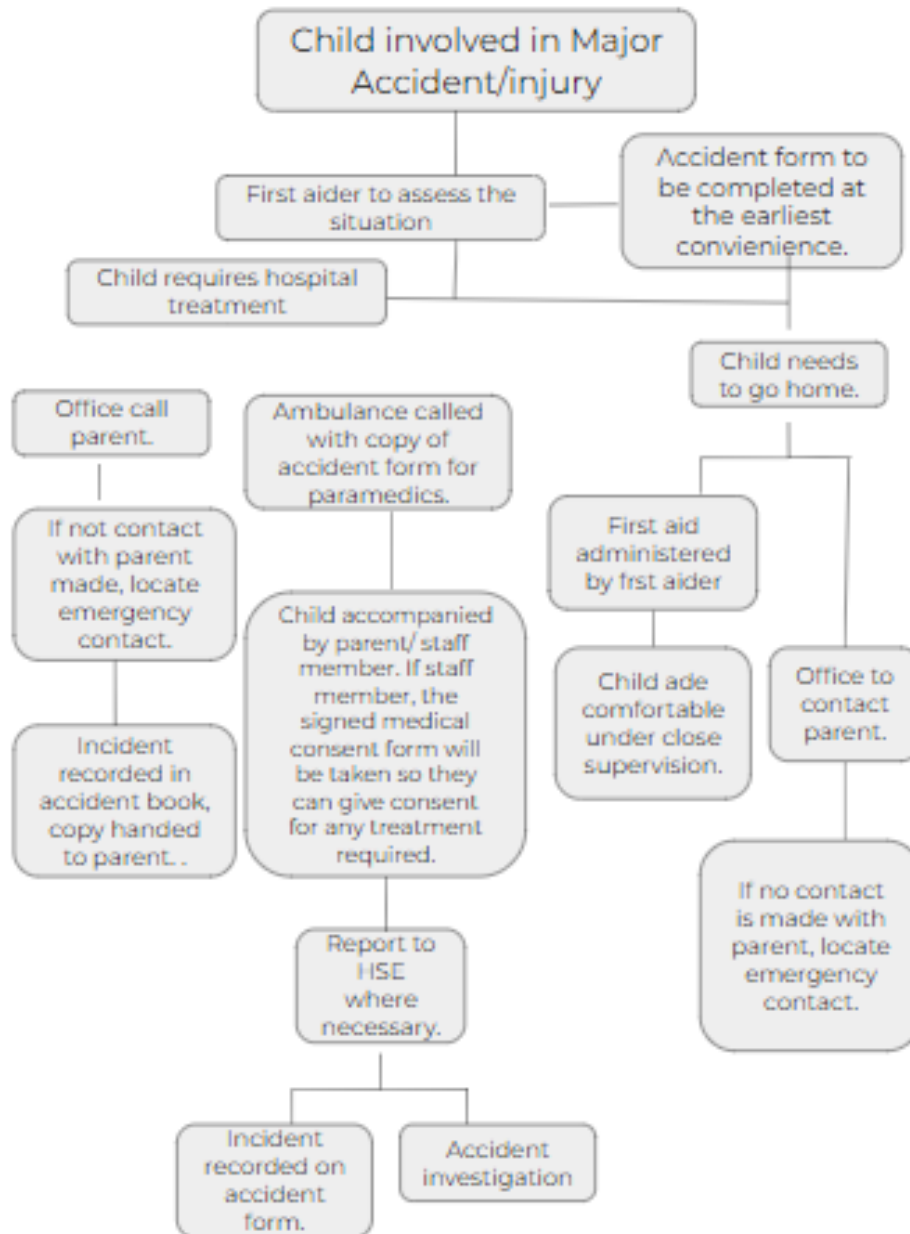 Child involved in Major
Accident/injury
First aider to assess the
situation
Accident form to
be completed at
the earliest
convienience.
Child requires hospital
treatment
Child needs
to go home.
Office call
parent.
Ambulance called
with copy of
accident form for
paramedics.
If not contact
with parent
made, locate
emergency
contact.
First aid
administered
by frst aider
Child accompanied
by parent/ staff
member. If staff
member, the
signed medical
consent form will
be taken so they
can give consent
for any treatment
required.
Child ade
comfortable
under close
supervision.
Office to
contact
parent.
Incident
recorded in
accident book,
copy handed
to parent. .
If no contact
is made with
parent, locate
emergency
contact.
Report to
HSE
where
necessary.
Incident
recorded on
accident
form.
Accident
investigation